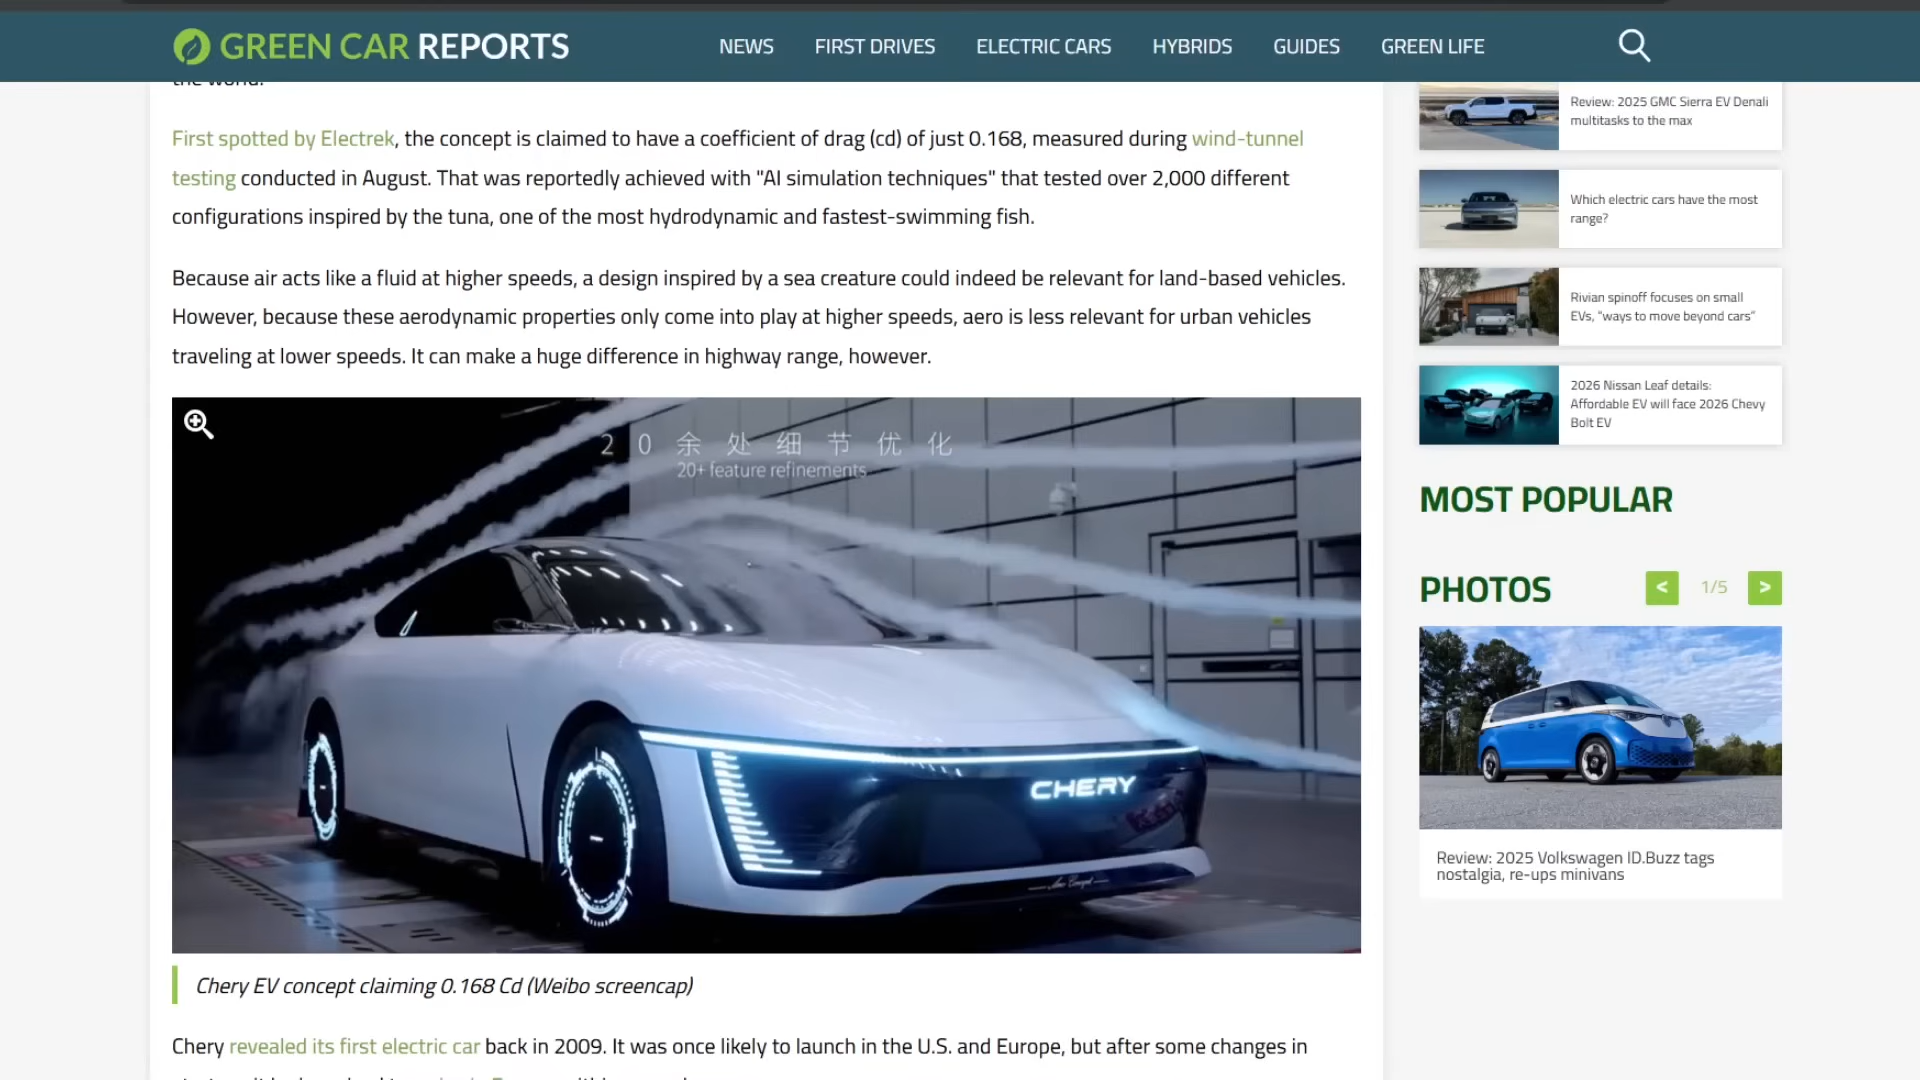 GREEN CAR REPORTS
NEWS
FIRST DRIVES
ELECTRIC CARS
HYBRIDS
GUIDES
GREEN LIFE
the world.
First spotted by Electrek, the concept is claimed to have a coefficient of drag (cd) of just 0.168, measured during wind-tunnel
testing conducted in August. That was reportedly achieved with "AI simulation techniques" that tested over 2,000 different
configurations inspired by the tuna, one of the most hydrodynamic and fastest-swimming fish.
Because air acts like a fluid at higher speeds, a design inspired by a sea creature could indeed be relevant for land-based vehicles.
However, because these aerodynamic properties only come into play at higher speeds, aero is less relevant for urban vehicles
traveling at lower speeds. It can make a huge difference in highway range, however.
20余处细节优化
20+ feature refinements
CHERY
Chery EV concept claiming 0.168 Cd (Weibo screencap)
Chery revealed its first electric car back in 2009. It was once likely to launch in the U.S. and Europe, but after some changes in
Review: 2025 GMC Sierra EV Denali
multitasks to the max
Which electric cars have the most
range?
Rivian spinoff focuses on small
EVs, “ways to move beyond cars”
2026 Nissan Leaf details:
Affordable EV will face 2026 Chevy
Bolt EV
MOST POPULAR
PHOTOS
< 1/5 >
Review: 2025 Volkswagen ID.Buzz tags
nostalgia, re-ups minivans